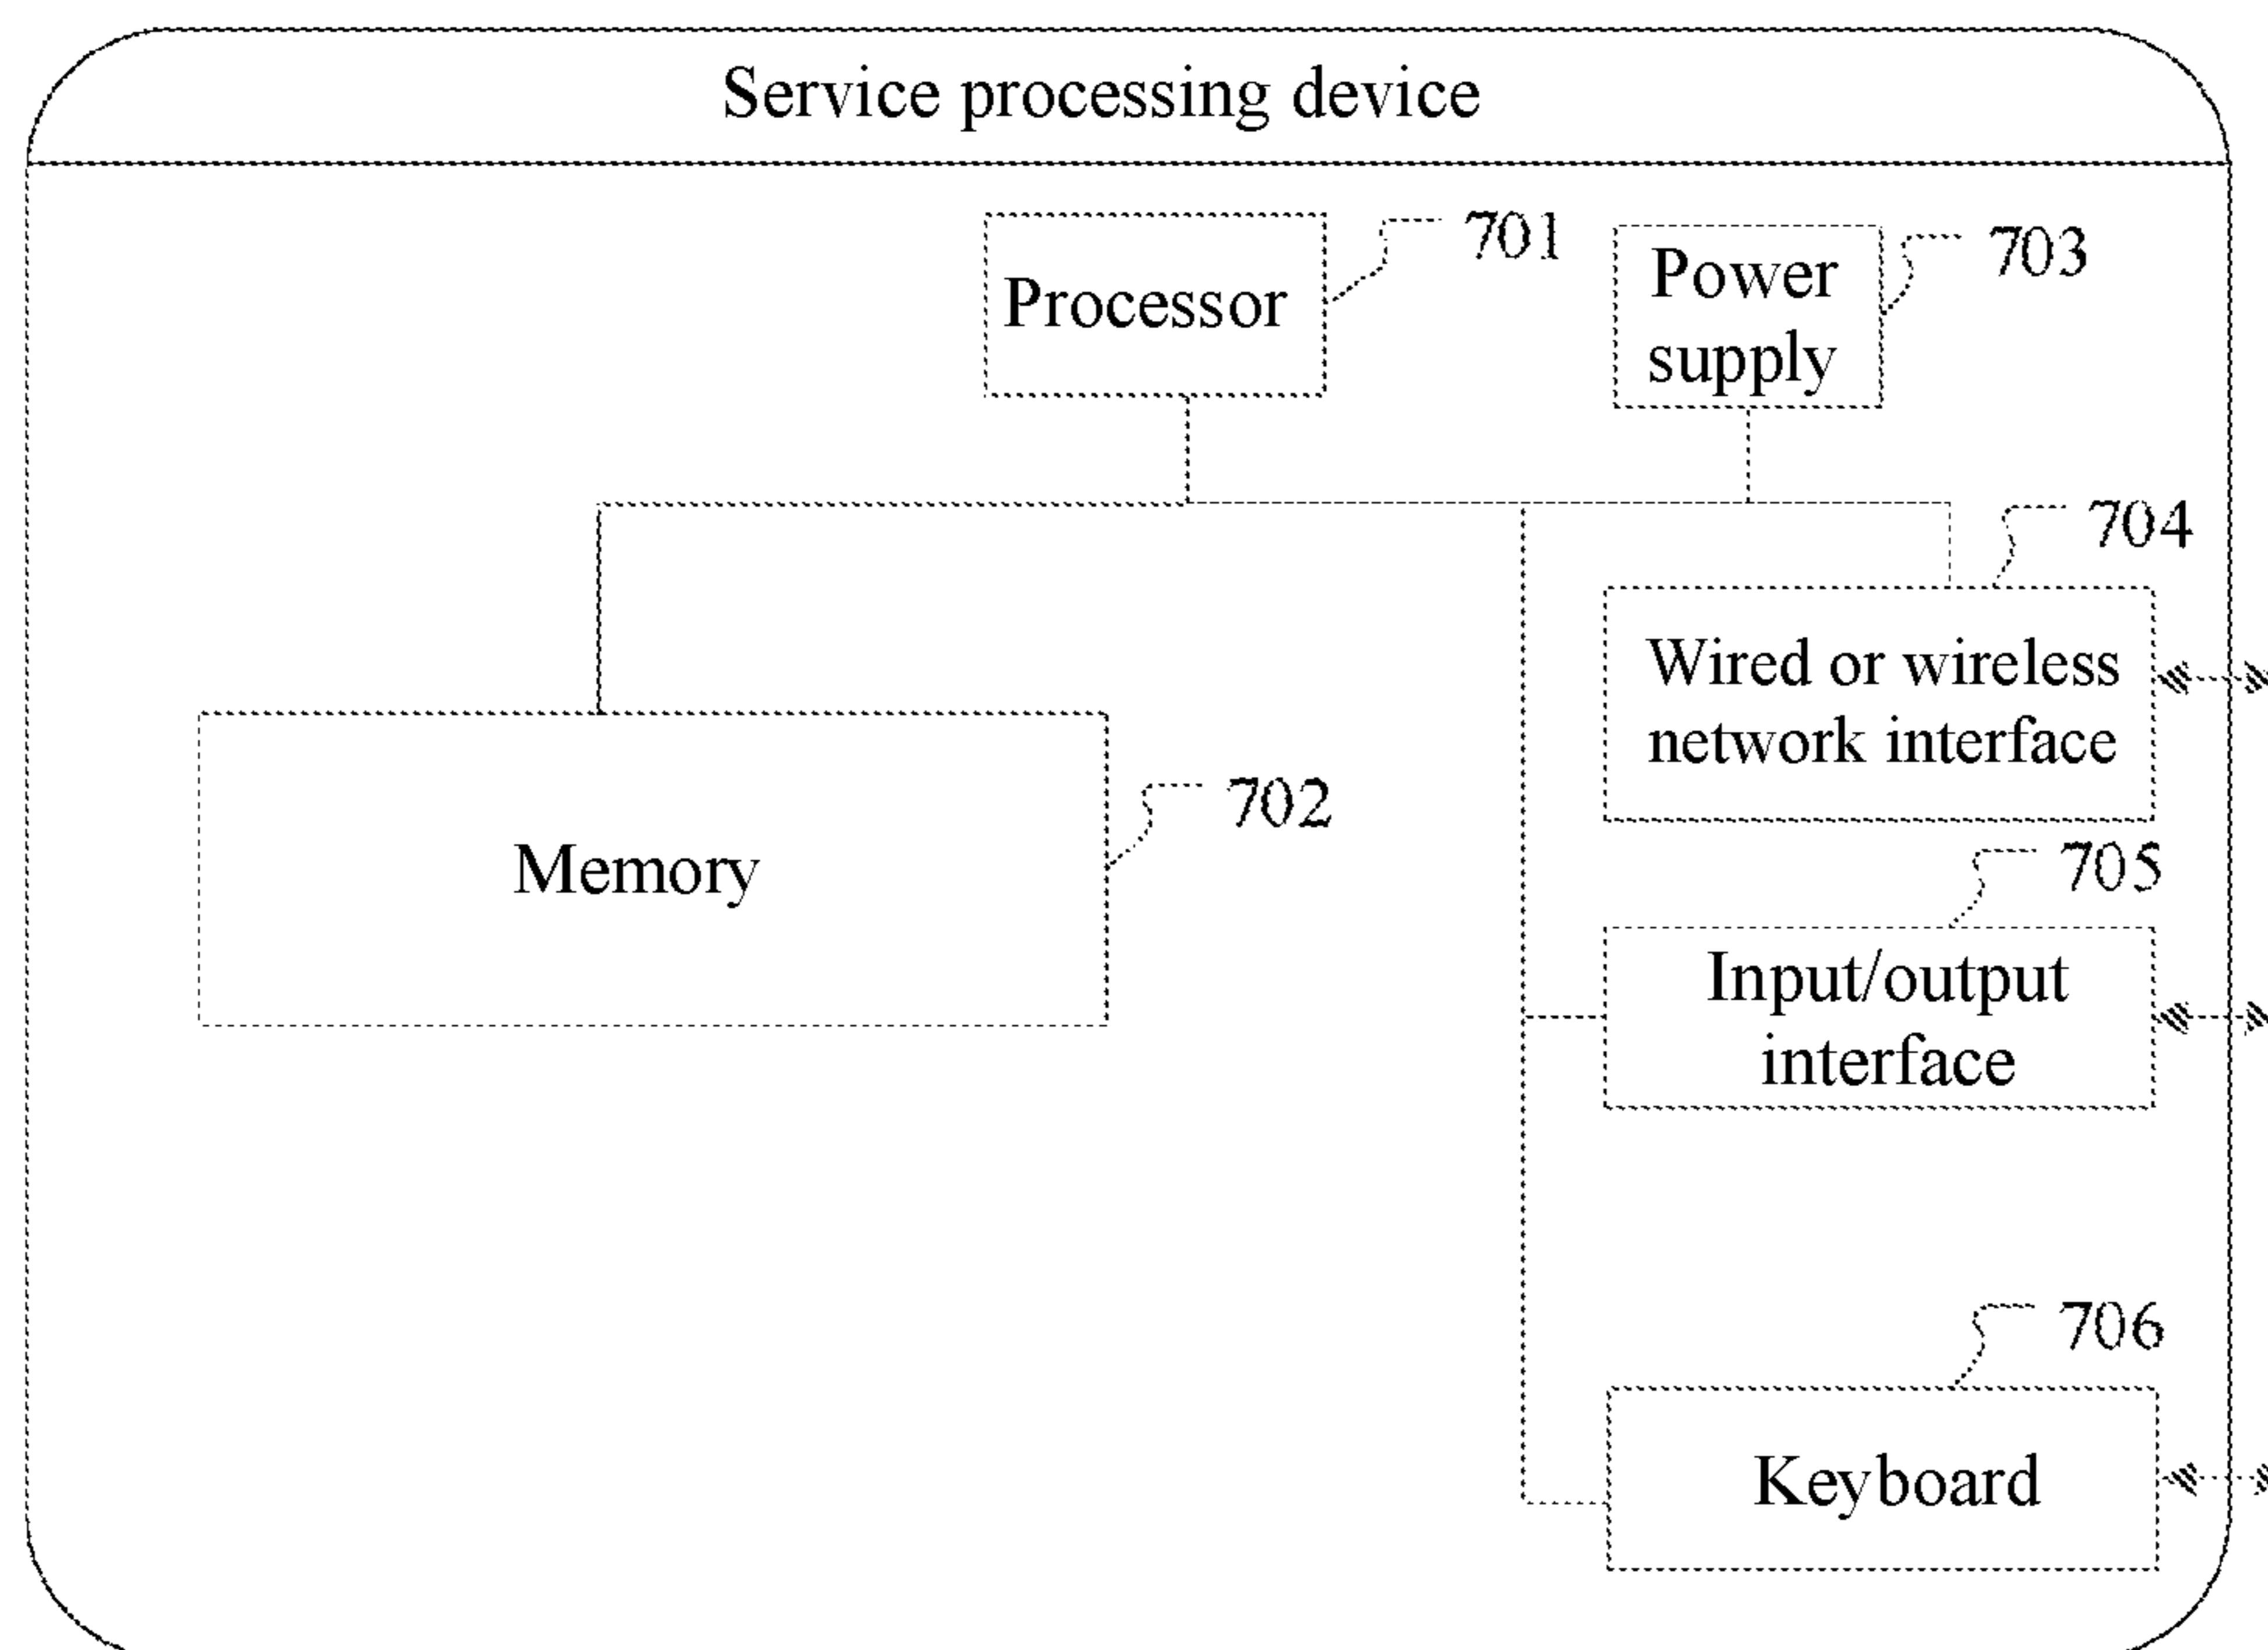 Service processing device
Processor
701
Power
supply
703
704
Wired or wireless
network interface
Memory
702
705
Input/output
interface
706
Keyboard